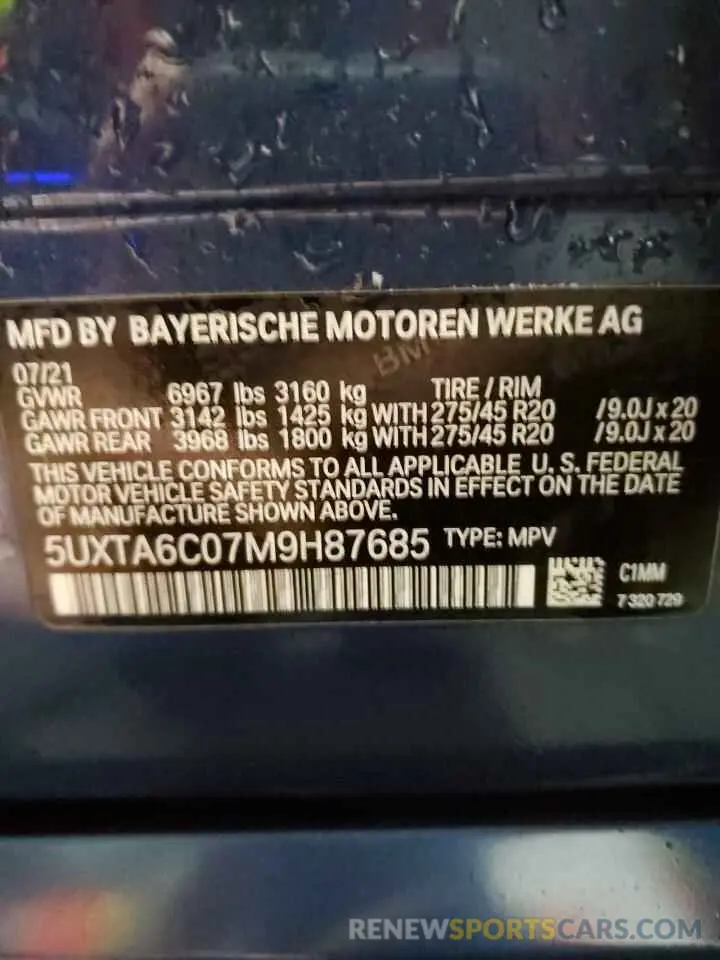 MFD BY BAYERISCHE MOTOREN WERKE AG
BM
07/21
GVWR 6967 lbs 3160 kg TIRE / RIM
GAWR FRONT 3142 lbs 1425 kg WITH 275/45 R20 /9.0J x 20
GAWR REAR 3968 lbs 1800 kg WITH 275/45 R20 /9.0J x 20
THIS VEHICLE CONFORMS TO ALL APPLICABLE U. S. FEDERAL
MOTOR VEHICLE SAFETY STANDARDS IN EFFECT ON THE DATE
OF MANUFACTURE SHOWN ABOVE.
5UXTA6C07M9H87685 TYPE: MPV
C1MM
7 320 729
RENEWSPORTSCARS.COM